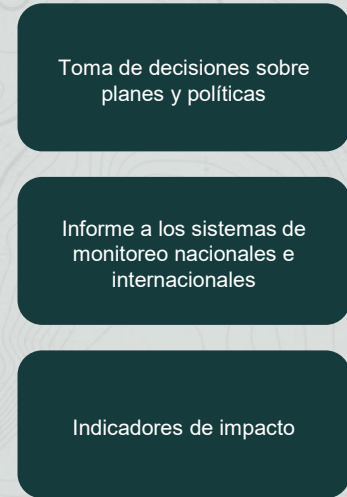 Toma de decisiones sobre
planes y políticas
Informe a los sistemas de
monitoreo nacionales e
internacionales
Indicadores de impacto